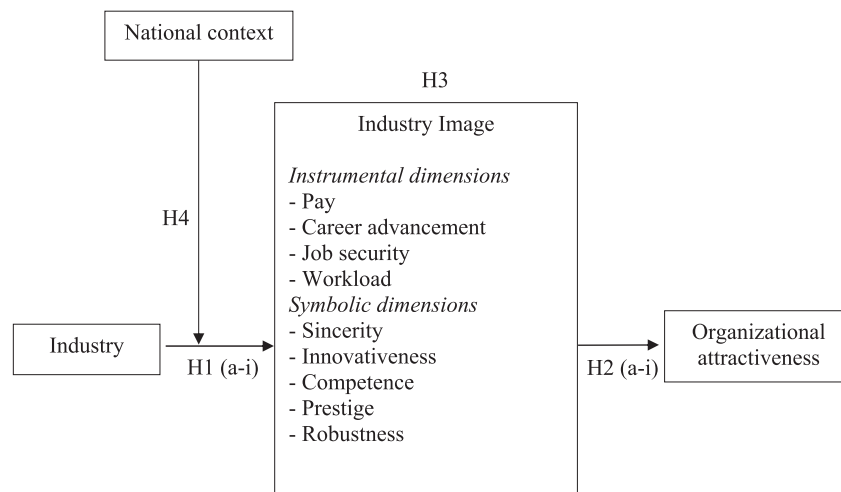 National context
H3
Industry Image
Instrumental dimensions
- Pay
- Career advancement
- Job security
- Workload
Symbolic dimensions
- Sincerity
- Innovativeness
- Competence
- Prestige
- Robustness
H4
Industry
H1 (a-i)
H2 (a-i)
Organizational
attractiveness